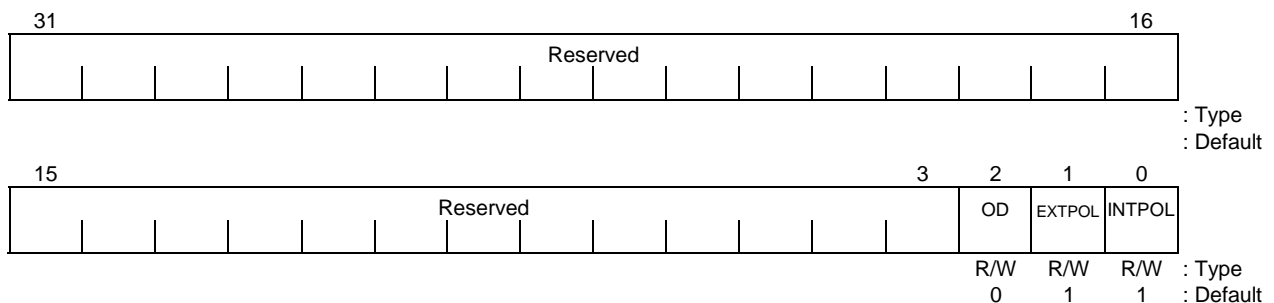 31 16
Reserved
: Type
: Default
15 3 2 1 0
Reserved OD EXTPOL INTPOL
R/W R/W R/W : Type
0 1 1 : Default